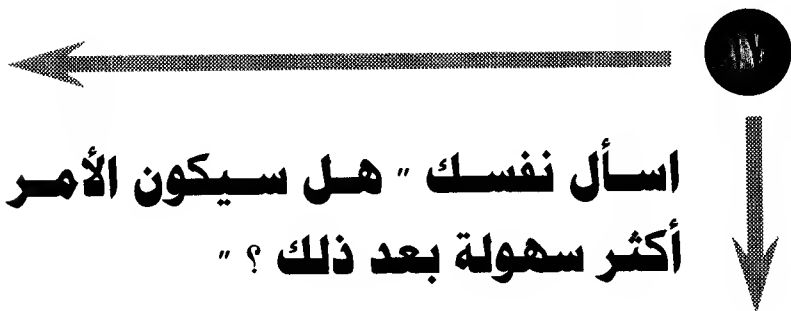 اسأل نفسك " هل سيكون الأمر
أكثر سهولة بعد ذلك ؟ "